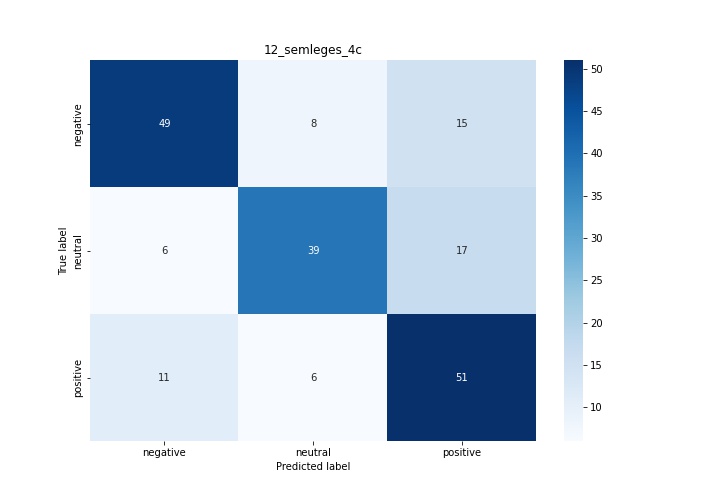 12_semleges_4c
True label
negative
neutral
positive
49 8 15
6 39 17
11 6 51
negative neutral positive
Predicted label
50
45
40
35
30
25
20
15
10